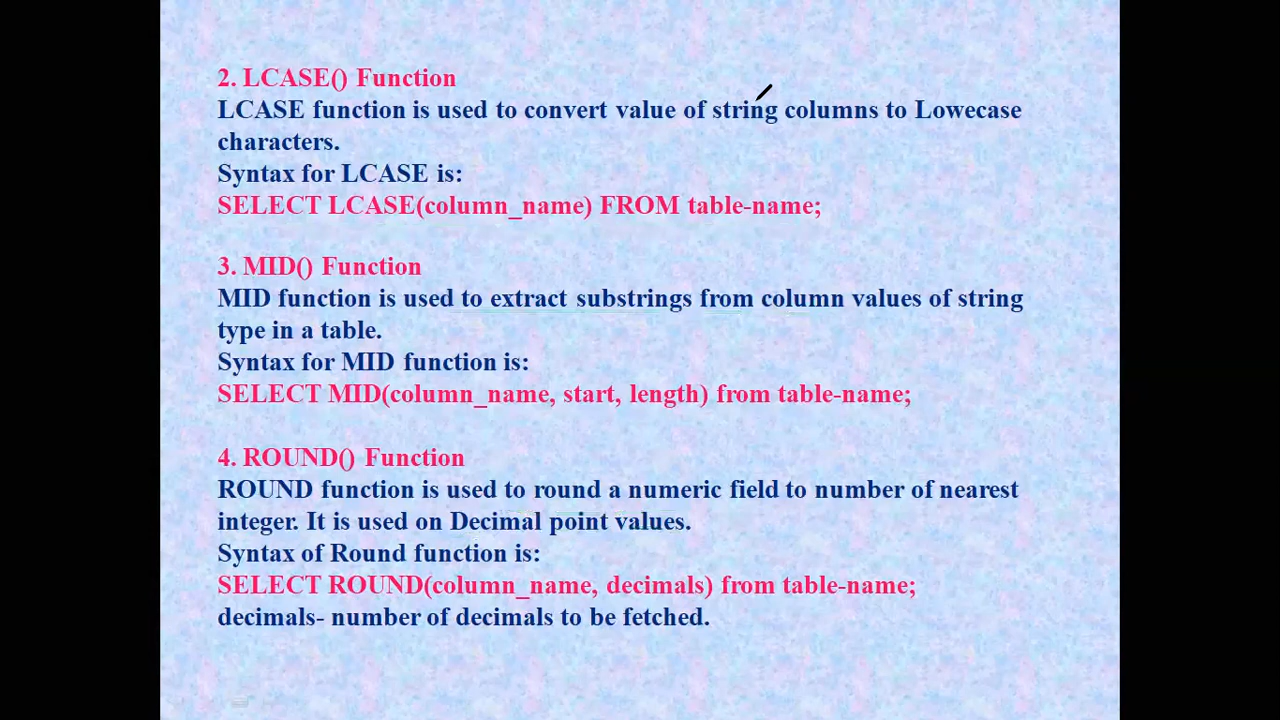 2. LCASE() Function
LCASE function is used to convert value of string columns to Lowecase
characters.
Syntax for LCASE is:
SELECT LCASE(column_name) FROM table-name;
3. MID() Function
MID function is used to extract substrings from column values of string
type in a table.
Syntax for MID function is:
SELECT MID(column_name, start, length) from table-name;
4. ROUND() Function
ROUND function is used to round a numeric field to number of nearest
integer. It is used on Decimal point values.
Syntax of Round function is:
SELECT ROUND(column_name, decimals) from table-name;
decimals- number of decimals to be fetched.